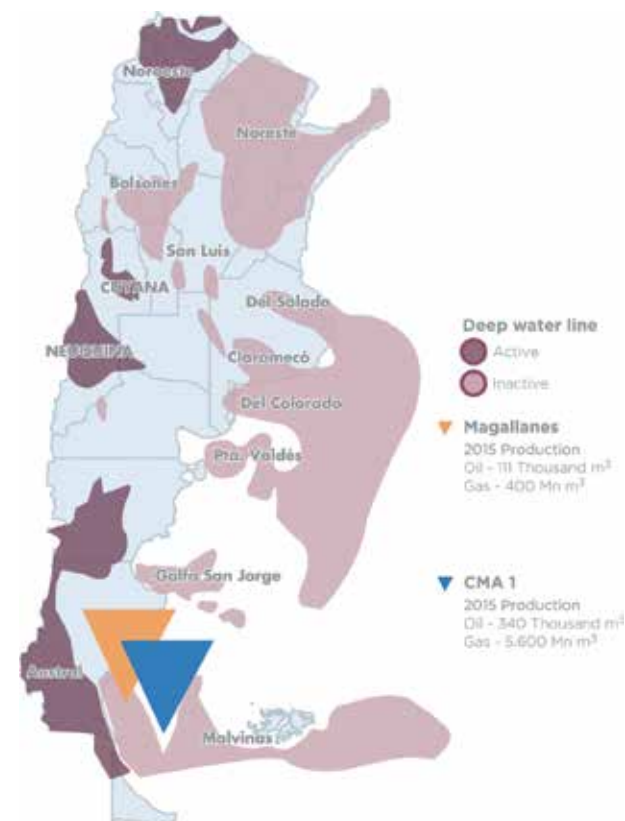 Noroeste
Noreste
Bolsones
San Luis
CUYANA
Del Salado
NEUQUINA
Claromecó
Del Colorado
Pta. Valdés
Golfo San Jorge
Austral
Malvinas
Deep water line
Active
Inactive
Magallanes
2015 Production
Oil - 111 Thousand m³
Gas - 400 Mn m³
CMA 1
2015 Production
Oil - 340 Thousand m³
Gas - 5.600 Mn m³